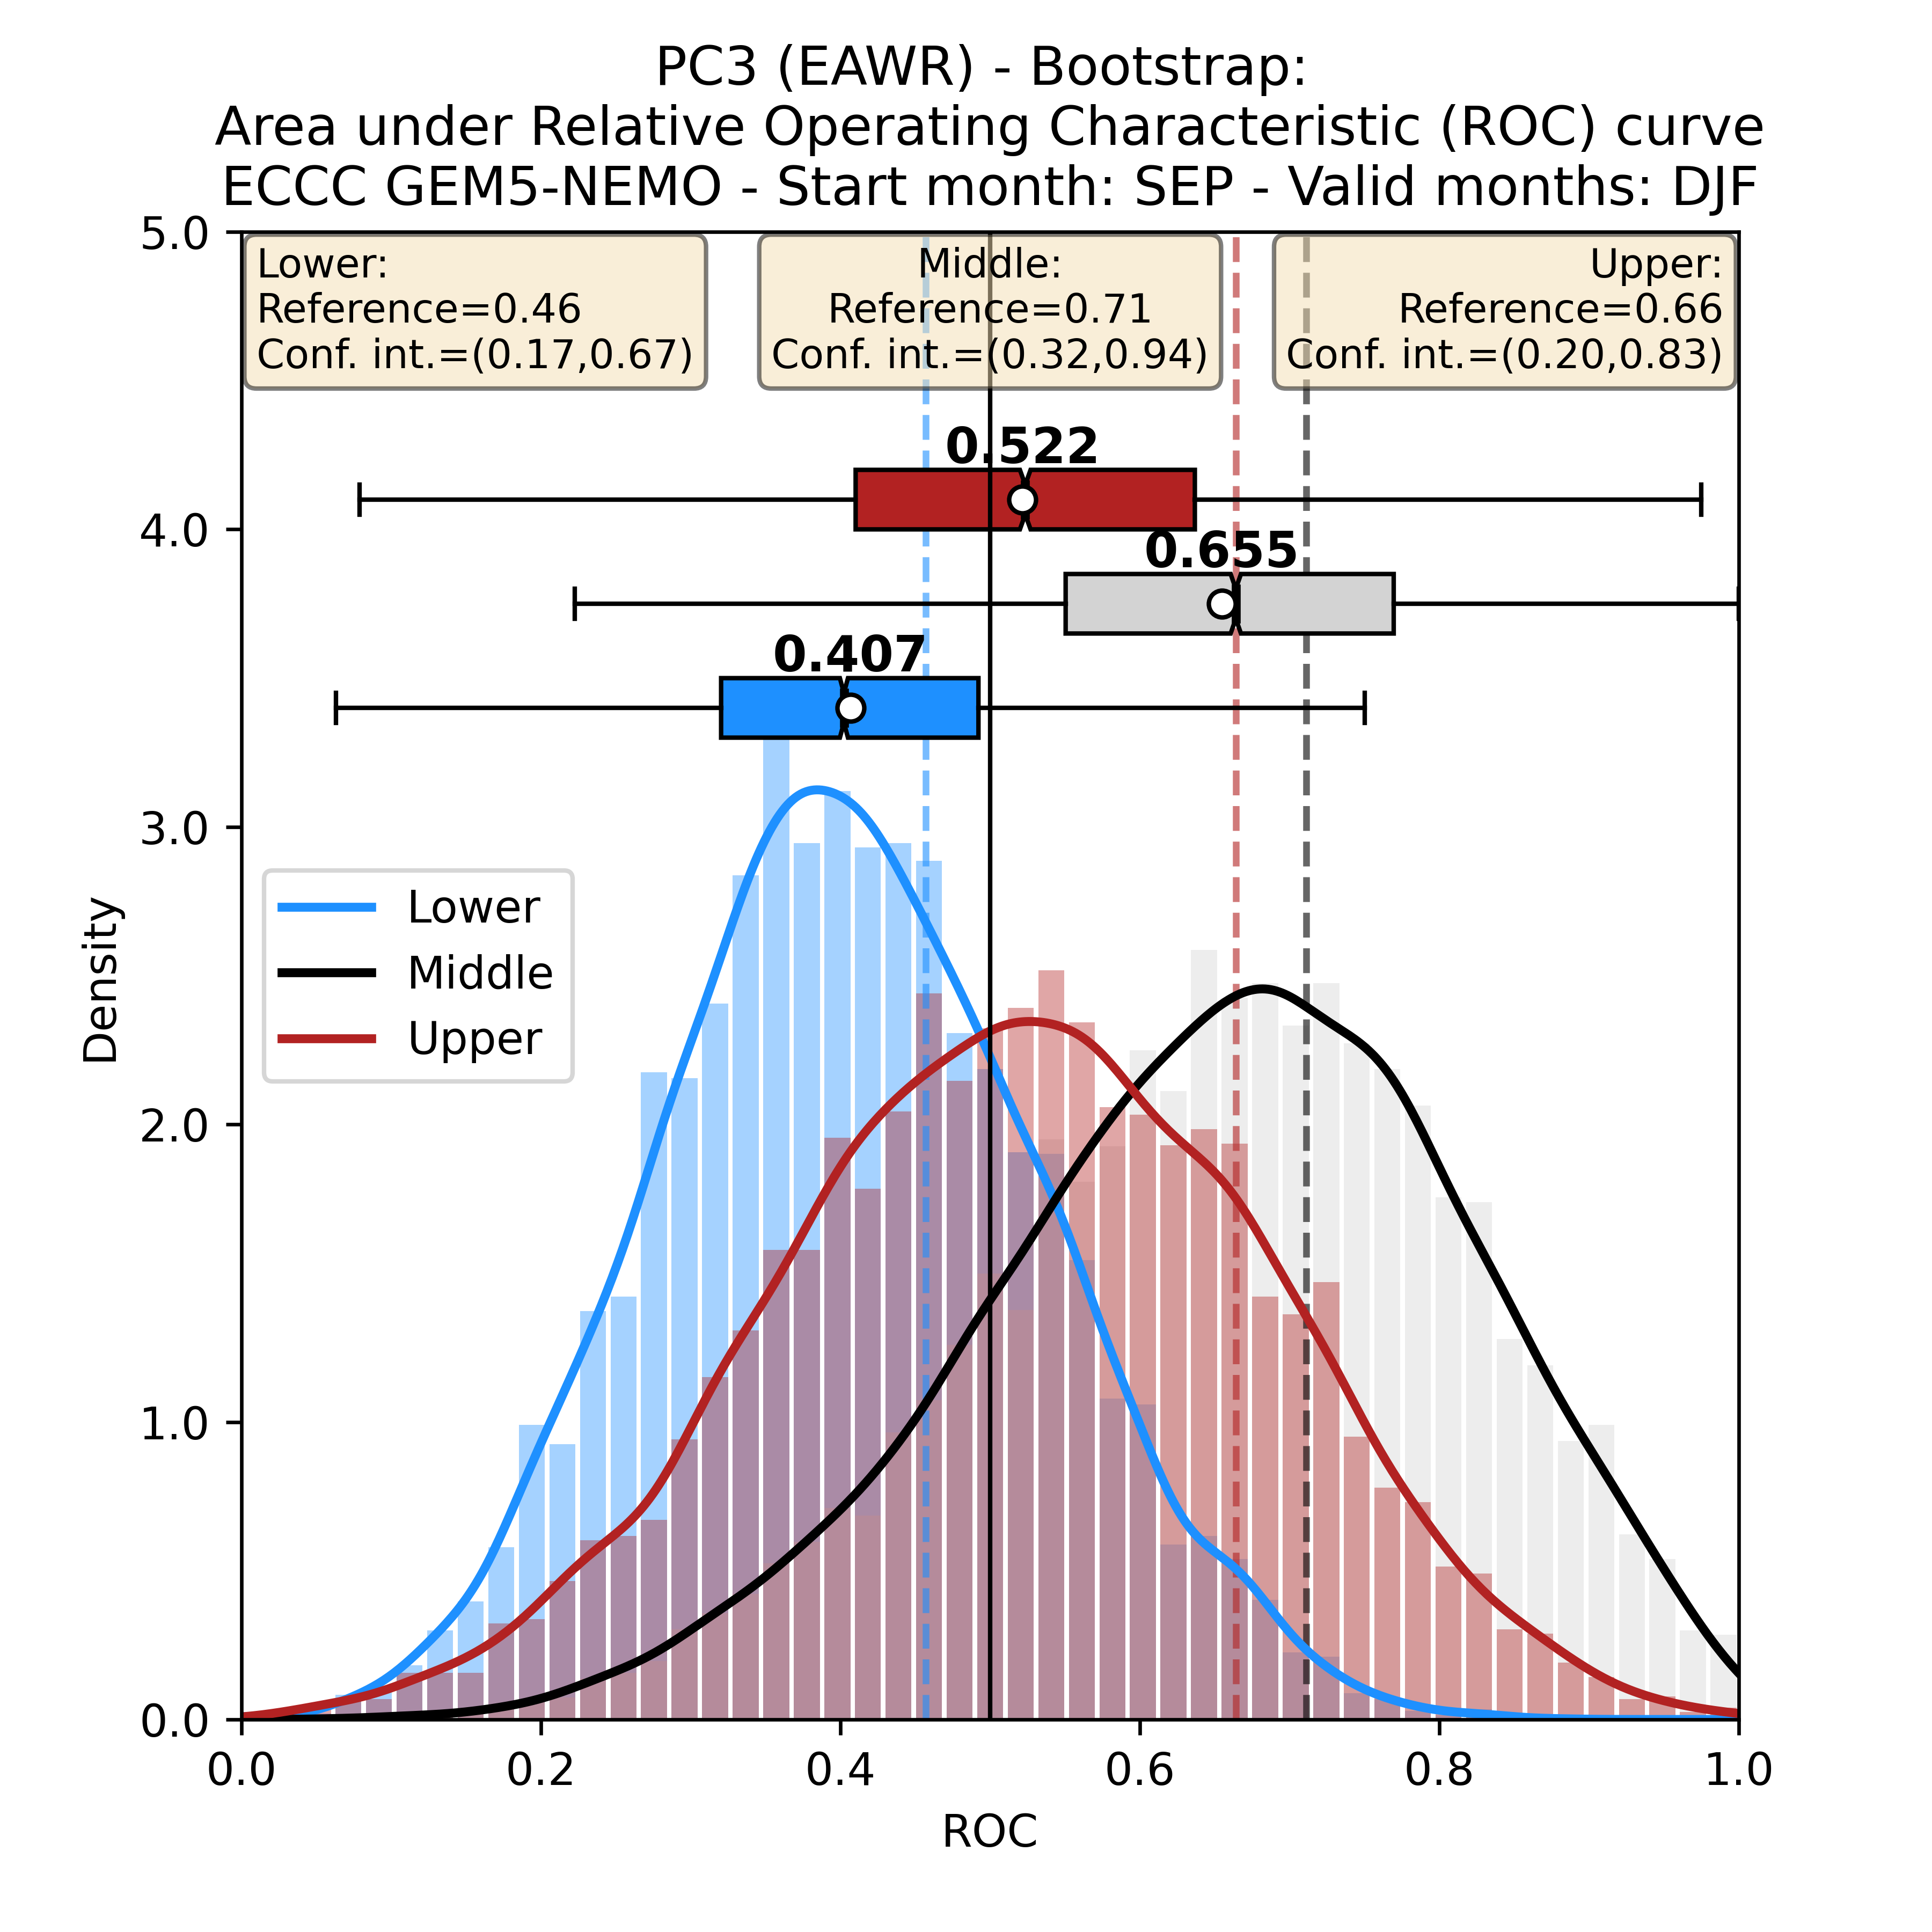 PC3 (EAWR) - Bootstrap:
Area under Relative Operating Characteristic (ROC) curve
ECCC GEM5-NEMO - Start month: SEP - Valid months: DJF
Lower:
Reference=0.46
Conf. int.=(0.17,0.67)
Middle:
Reference=0.71
Conf. int.=(0.32,0.94)
Upper:
Reference=0.66
Conf. int.=(0.20,0.83)
0.522
0.655
0.407
Lower
Middle
Upper
Density
5.0
4.0
3.0
2.0
1.0
0.0
0.0 0.2 0.4 0.6 0.8 1.0
ROC